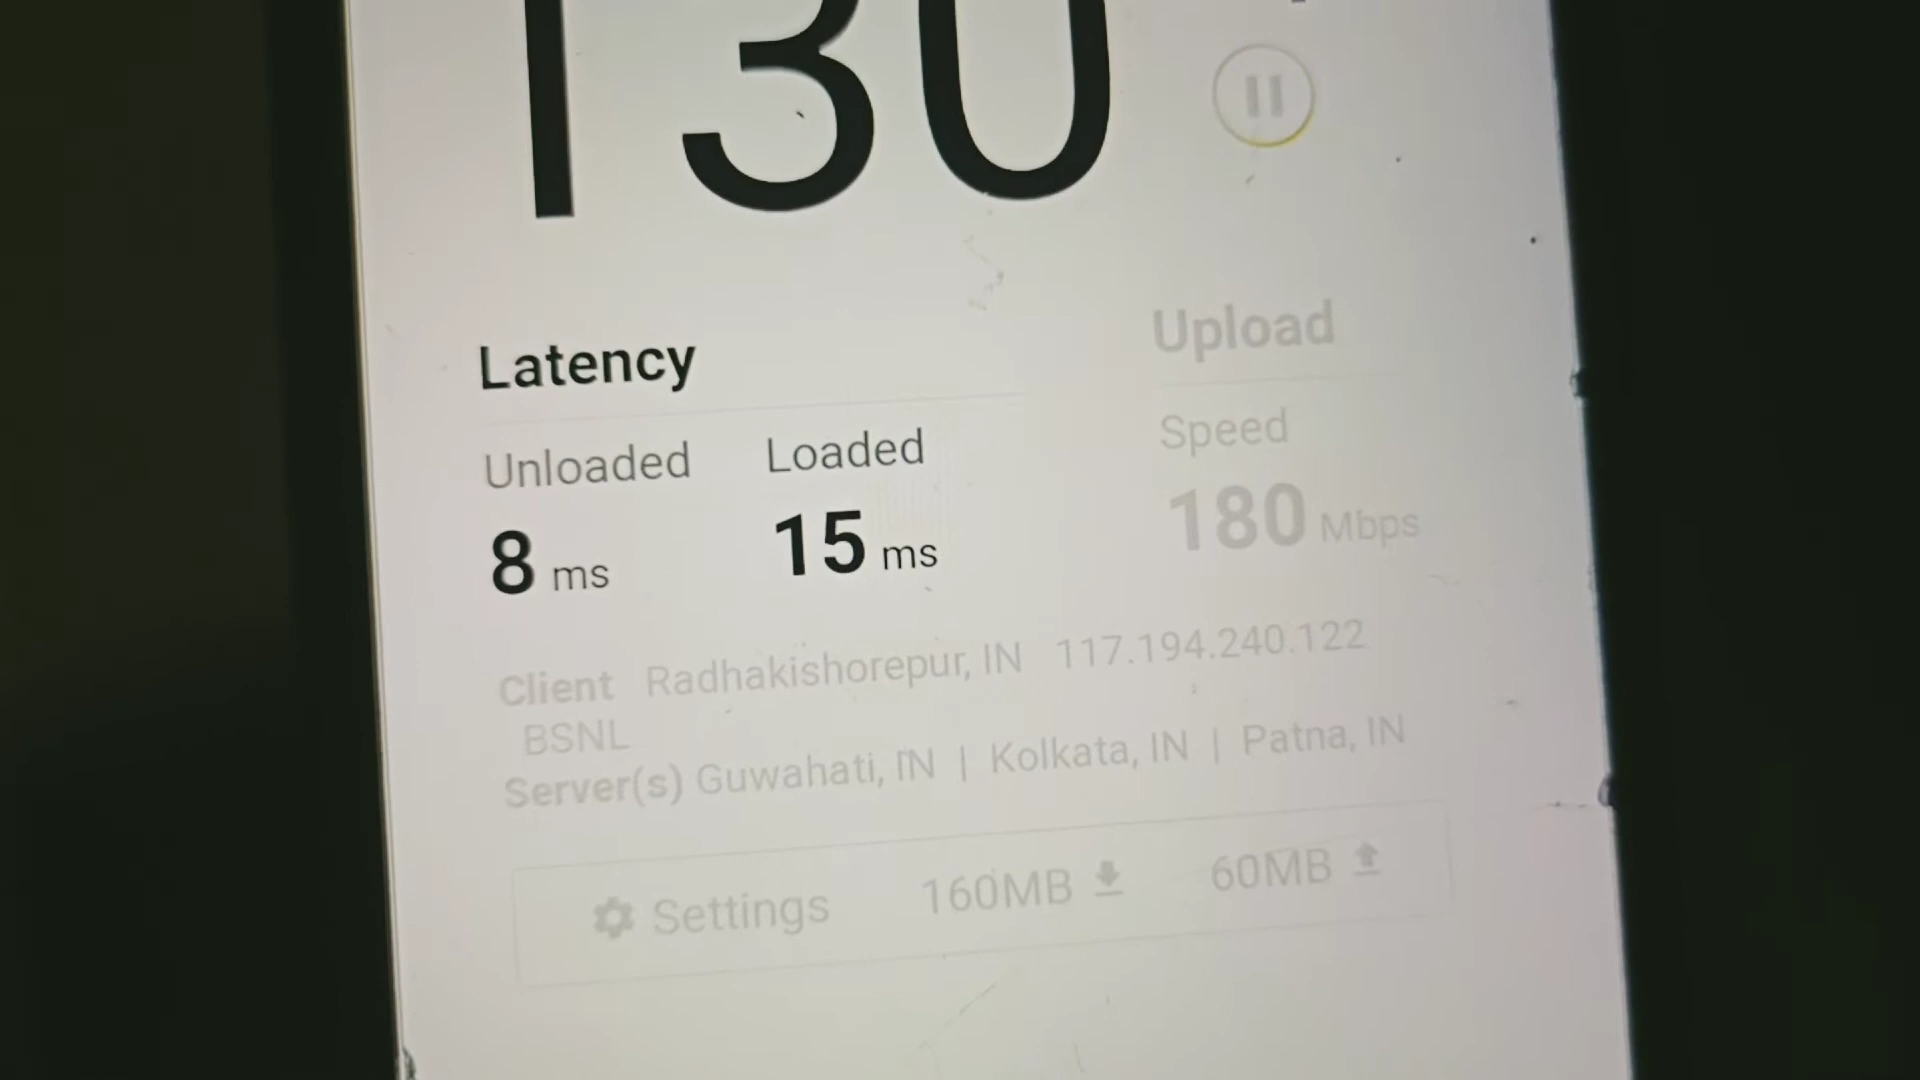 130
Latency
Upload
Unloaded Loaded
Speed
8 ms 15 ms
180 Mbps
Client Radhakishorepur, IN 117.194.240.122
BSNL
Server(s) Guwahati, IN | Kolkata, IN | Patna, IN
Settings 160MB 60MB